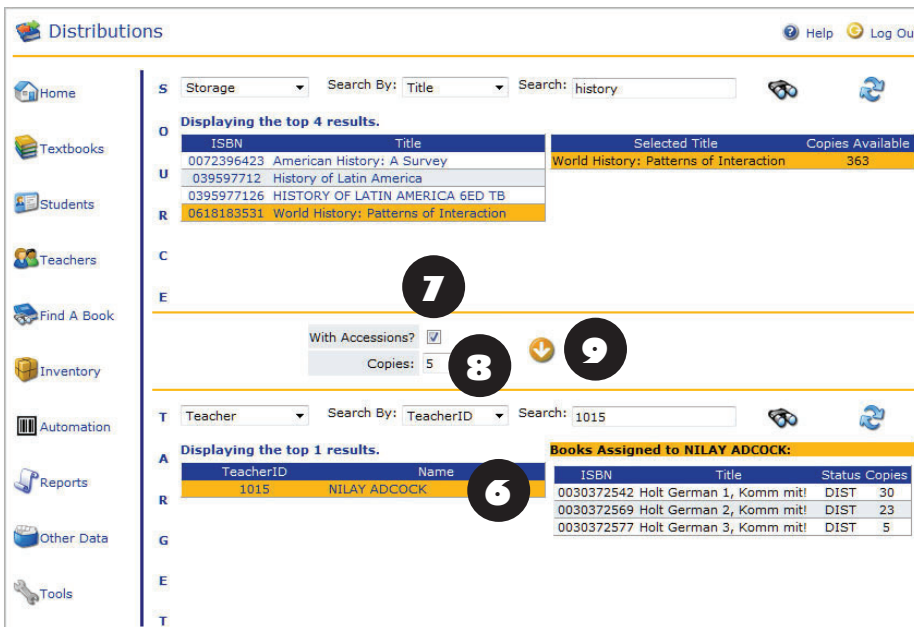 Distributions
Help Log Ou
Home
Textbooks
Students
Teachers
Find A Book
Inventory
Automation
Reports
Other Data
Tools
S O U R C E
Storage Search By: Title Search: history
Displaying the top 4 results.
ISBN Title
0072396423 American History: A Survey
039597712 History of Latin America
0395977126 HISTORY OF LATIN AMERICA 6ED TB
0618183531 World History: Patterns of Interaction
Selected Title Copies Available
World History: Patterns of Interaction 363
7
With Accessions?
Copies: 5
8
9
T A R G E T
Teacher Search By: TeacherID Search: 1015
Displaying the top 1 results.
TeacherID Name
1015 NILAY ADCOCK
6
Books Assigned to NILAY ADCOCK:
ISBN Title Status Copies
0030372542 Holt German 1, Komm mit! DIST 30
0030372569 Holt German 2, Komm mit! DIST 23
0030372577 Holt German 3, Komm mit! DIST 5